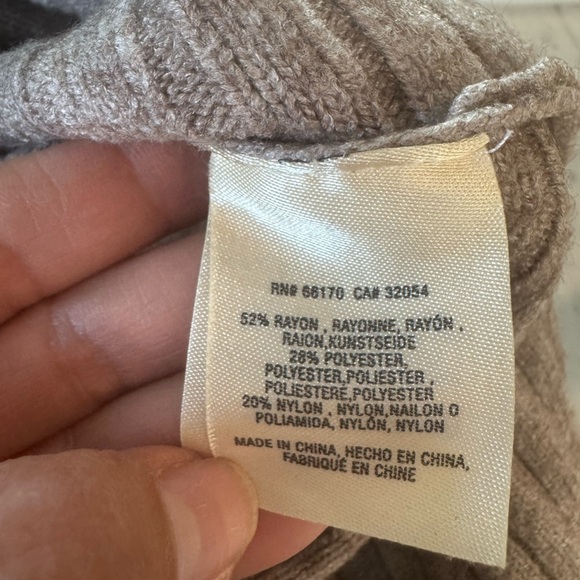 RN# 66170 CA# 32054
52% RAYON , RAYONNE, RAYÓN ,
RAION,KUNSTSEIDE
28% POLYESTER,
POLYESTER,POLIESTER ,
POLIESTERE,POLYESTER
20% NYLON , NYLON,NAILON O
POLIAMIDA, NYLON, NYLON
MADE IN CHINA, HECHO EN CHINA,
FABRIQUÉ EN CHINE